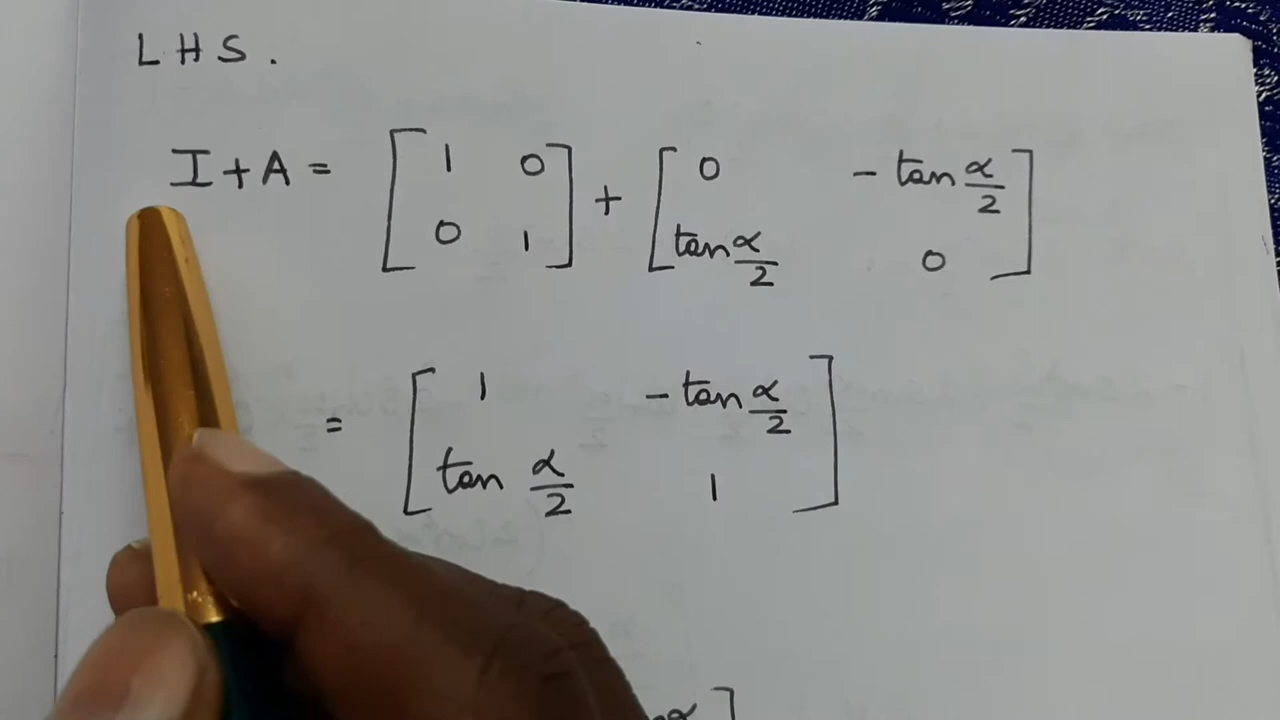 LHS.
I + A = [ 1 0 ; 0 1 ] + [ 0 - tan α/2 ; tan α/2 0 ]
= [ 1 - tan α/2 ; tan α/2 1 ]
α ]